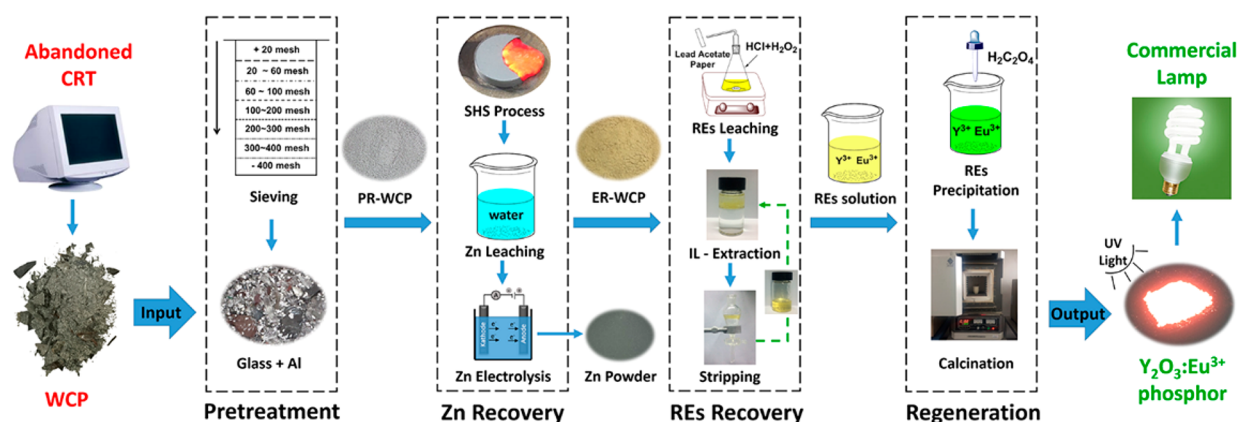 Abandoned
CRT
WCP
Input
+ 20 mesh
20 ~ 60 mesh
60 ~ 100 mesh
100~200 mesh
200~300 mesh
300~400 mesh
- 400 mesh
Sieving
Glass + Al
Pretreatment
PR-WCP
SHS Process
water
Zn Leaching
A
Kathode
Anode
Zn Electrolysis
Zn Powder
Zn Recovery
ER-WCP
Lead Acetate
Paper
HCl+H₂O₂
REs Leaching
IL - Extraction
Stripping
REs Recovery
Y³⁺ Eu³⁺
REs solution
H₂C₂O₄
Y³⁺ Eu³⁺
REs
Precipitation
Calcination
Regeneration
Output
Commercial
Lamp
UV
Light
Y₂O₃:Eu³⁺
phosphor